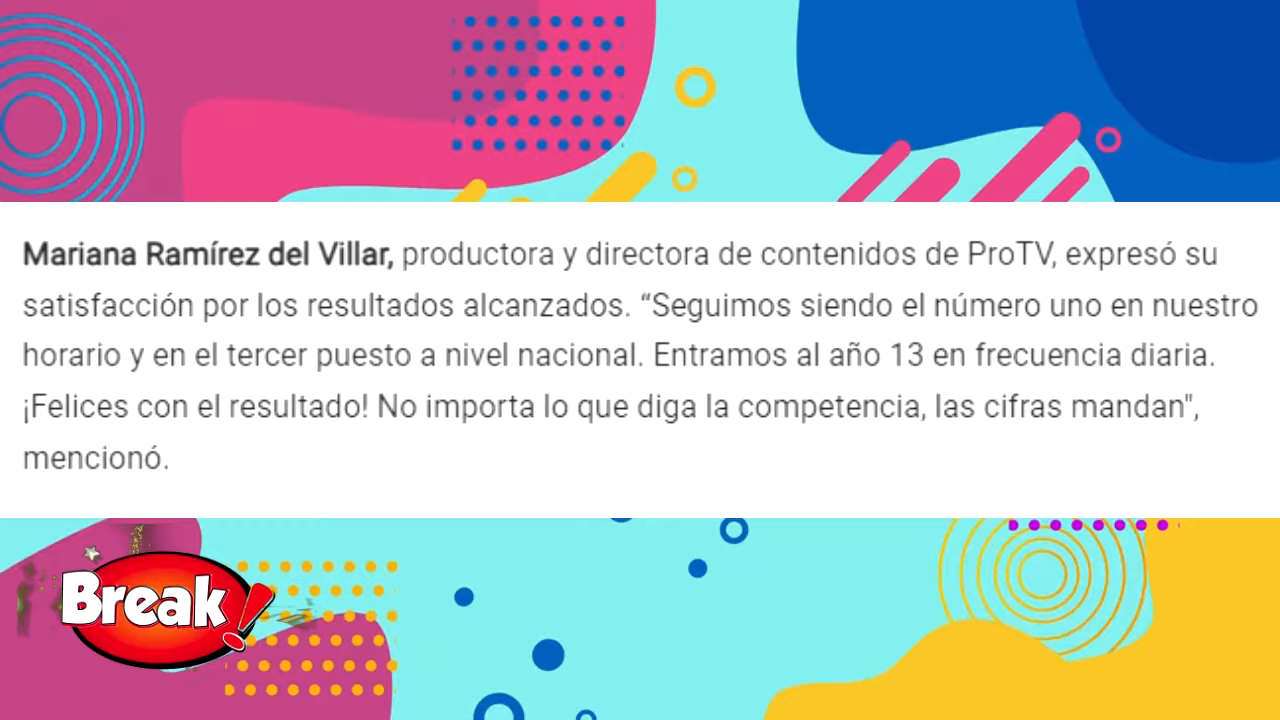 Mariana Ramírez del Villar, productora y directora de contenidos de ProTV, expresó su
satisfacción por los resultados alcanzados. “Seguimos siendo el número uno en nuestro
horario y en el tercer puesto a nivel nacional. Entramos al año 13 en frecuencia diaria.
¡Felices con el resultado! No importa lo que diga la competencia, las cifras mandan",
mencionó.
Break!